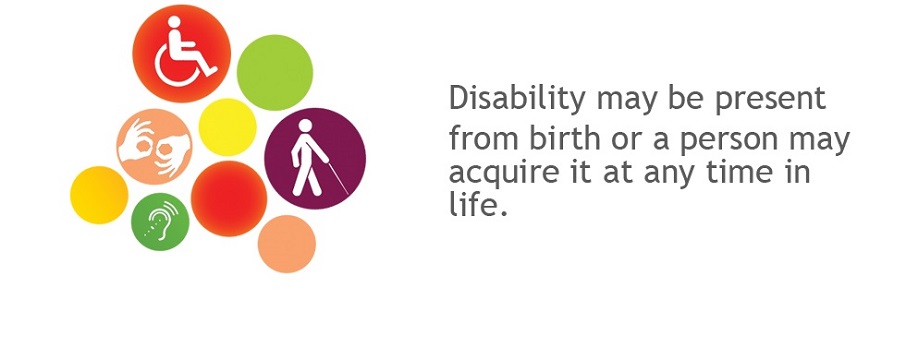 Disability may be present
from birth or a person may
acquire it at any time in
life.